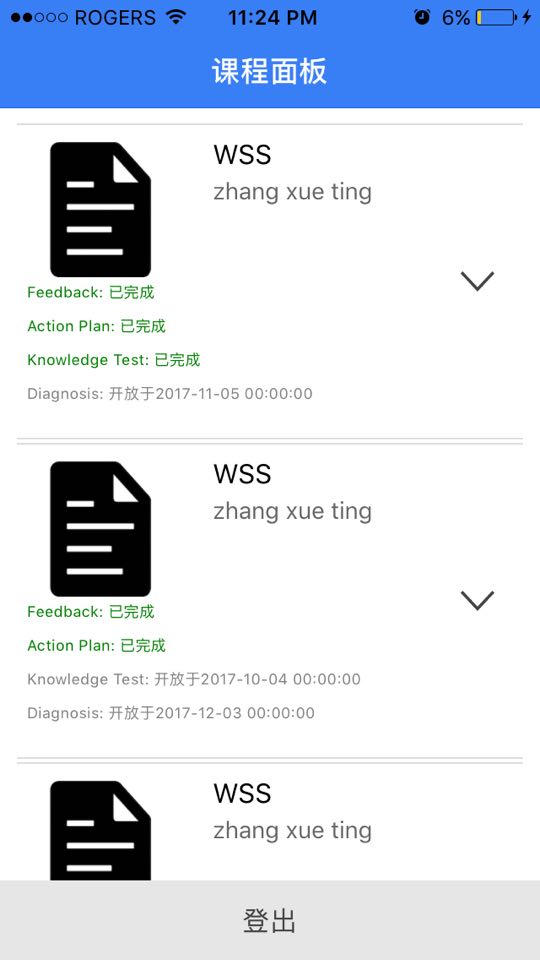 ROGERS 11:24 PM 6%
课程面板
WSS
zhang xue ting
Feedback: 已完成
Action Plan: 已完成
Knowledge Test: 已完成
Diagnosis: 开放于2017-11-05 00:00:00
WSS
zhang xue ting
Feedback: 已完成
Action Plan: 已完成
Knowledge Test: 开放于2017-10-04 00:00:00
Diagnosis: 开放于2017-12-03 00:00:00
WSS
zhang xue ting
登出